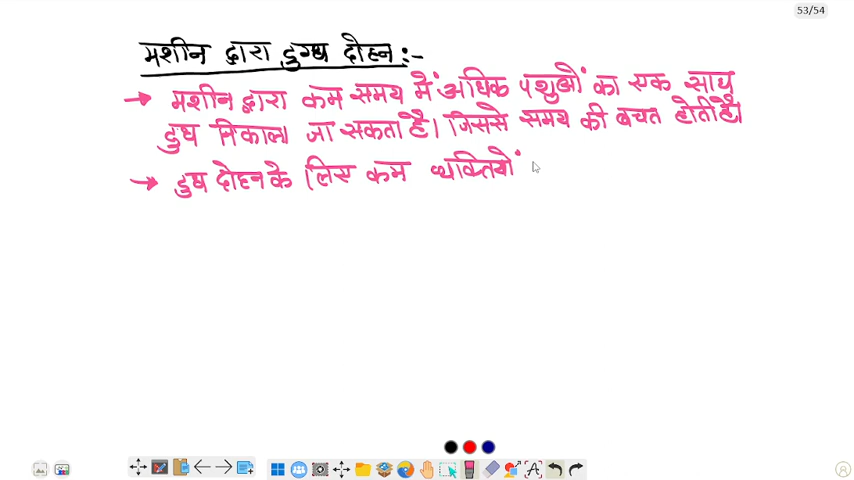 53/54
मशीन द्वारा दुग्ध दोहन :-
→ मशीन द्वारा कम समय में अधिक पशुओं का एक साथ
दुध निकाला जा सकता है। जिससे समय की बचत होती है।
→ दुध दोहन के लिए कम व्यक्तियों